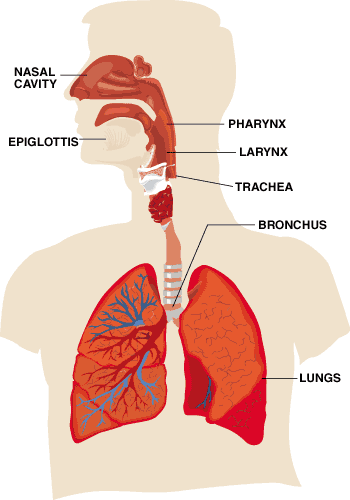 NASAL
CAVITY
PHARYNX
EPIGLOTTIS
LARYNX
TRACHEA
BRONCHUS
LUNGS